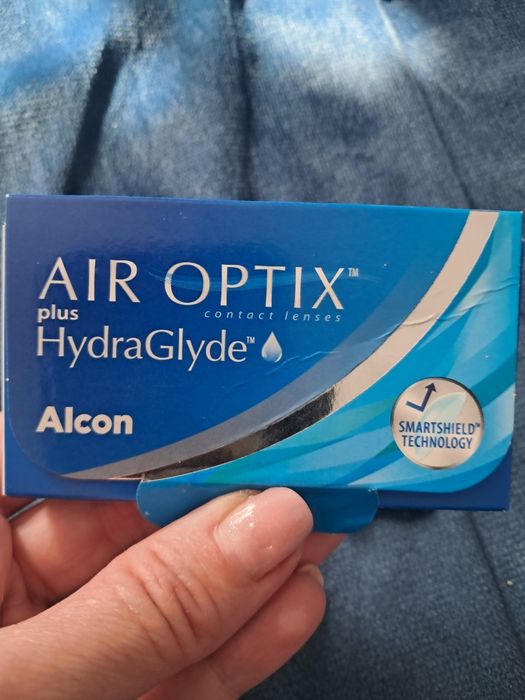 AIR OPTIX™
contact lenses
plus
HydraGlyde™
Alcon
SMARTSHIELD™
TECHNOLOGY